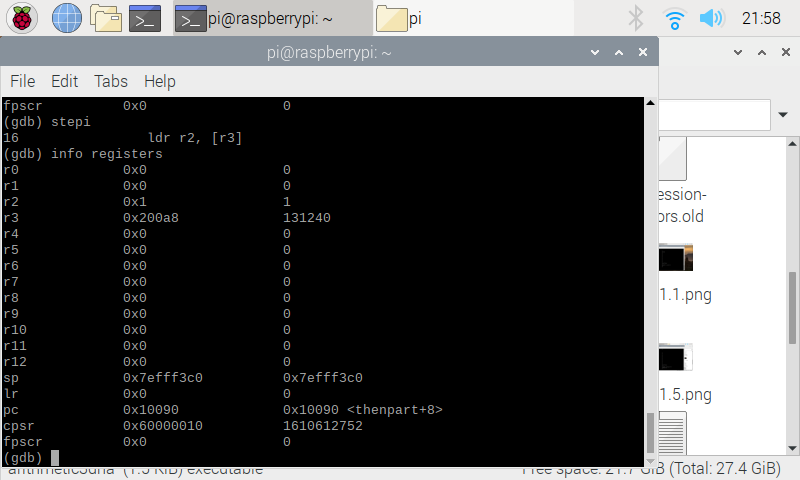 pi@raspberrypi: ~ pi 21:58
pi@raspberrypi: ~
File Edit Tabs Help
fpscr 0x0 0
(gdb) stepi
16 ldr r2, [r3]
(gdb) info registers
r0 0x0 0
r1 0x0 0
r2 0x1 1
r3 0x200a8 131240
r4 0x0 0
r5 0x0 0
r6 0x0 0
r7 0x0 0
r8 0x0 0
r9 0x0 0
r10 0x0 0
r11 0x0 0
r12 0x0 0
sp 0x7efff3c0 0x7efff3c0
lr 0x0 0
pc 0x10090 0x10090 <thenpart+8>
cpsr 0x60000010 1610612752
fpscr 0x0 0
(gdb)
ession-
ors.old
1.1.png
1.5.png
(1.5 KiB) executable Free space: 21.7 GiB (Total: 27.4 GiB)